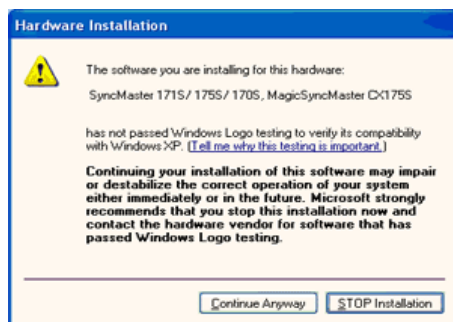 Hardware Installation
The software you are installing for this hardware:
SyncMaster 171S/ 175S/ 170S, MagicSyncMaster CX175S
has not passed Windows Logo testing to verify its compatibility
with Windows XP. (Tell me why this testing is important.)
Continuing your installation of this software may impair
or destabilize the correct operation of your system
either immediately or in the future. Microsoft strongly
recommends that you stop this installation now and
contact the hardware vendor for software that has
passed Windows Logo testing.
Continue Anyway
STOP Installation